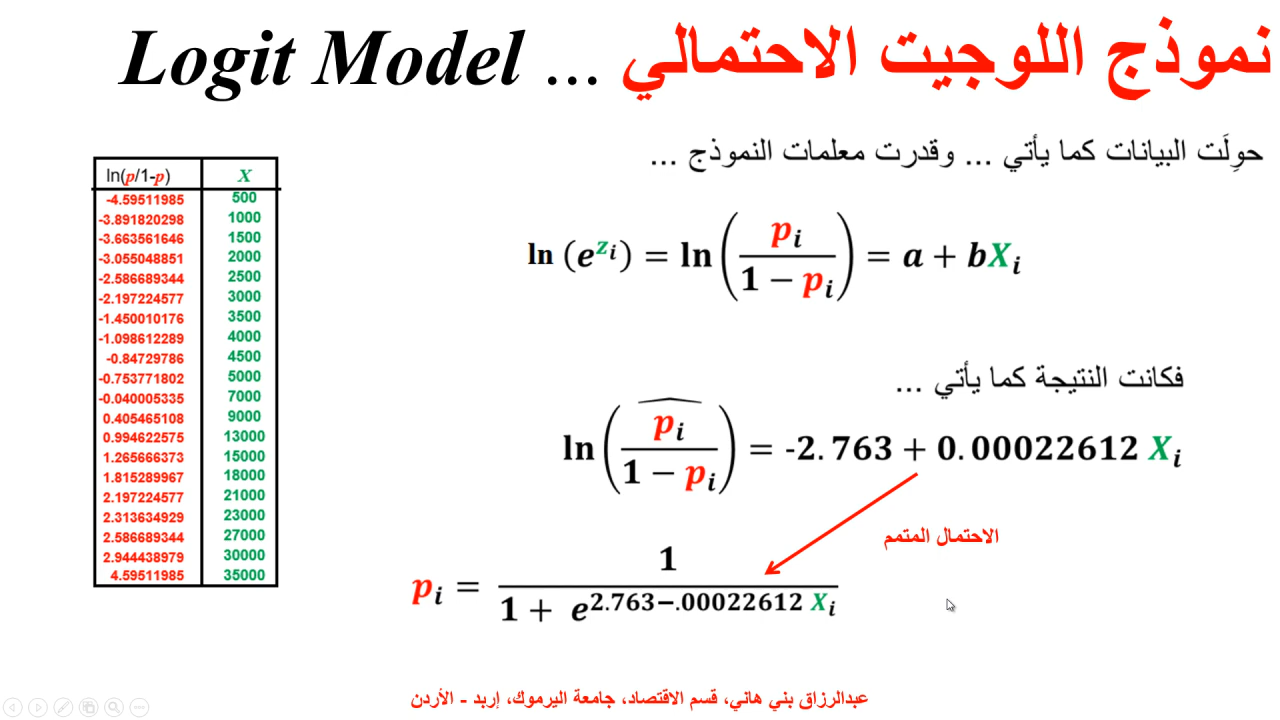 نموذج اللوجيت الاحتمالي ... Logit Model
حوِلَت البيانات كما يأتي ... وقدرت معلمات النموذج ...
ln(p/1-p) X
-4.59511985 500
-3.891820298 1000
-3.663561646 1500
-3.055048851 2000
-2.586689344 2500
-2.197224577 3000
-1.450010176 3500
-1.098612289 4000
-0.84729786 4500
-0.753771802 5000
-0.040005335 7000
0.405465108 9000
0.994622575 13000
1.265666373 15000
1.815289967 18000
2.197224577 21000
2.313634929 23000
2.586689344 27000
2.944438979 30000
4.59511985 35000
ln (e^{z_i}) = ln(p_i / 1 − p_i) = a + bX_i
فكانت النتيجة كما يأتي ...
ln(p_i / 1 − p_i) = -2.763 + 0.00022612 X_i
الاحتمال المتمم
p_i = 1 / 1 + e^{2.763−.00022612 X_i}
عبدالرزاق بني هاني، قسم الاقتصاد، جامعة اليرموك، إربد - الأردن